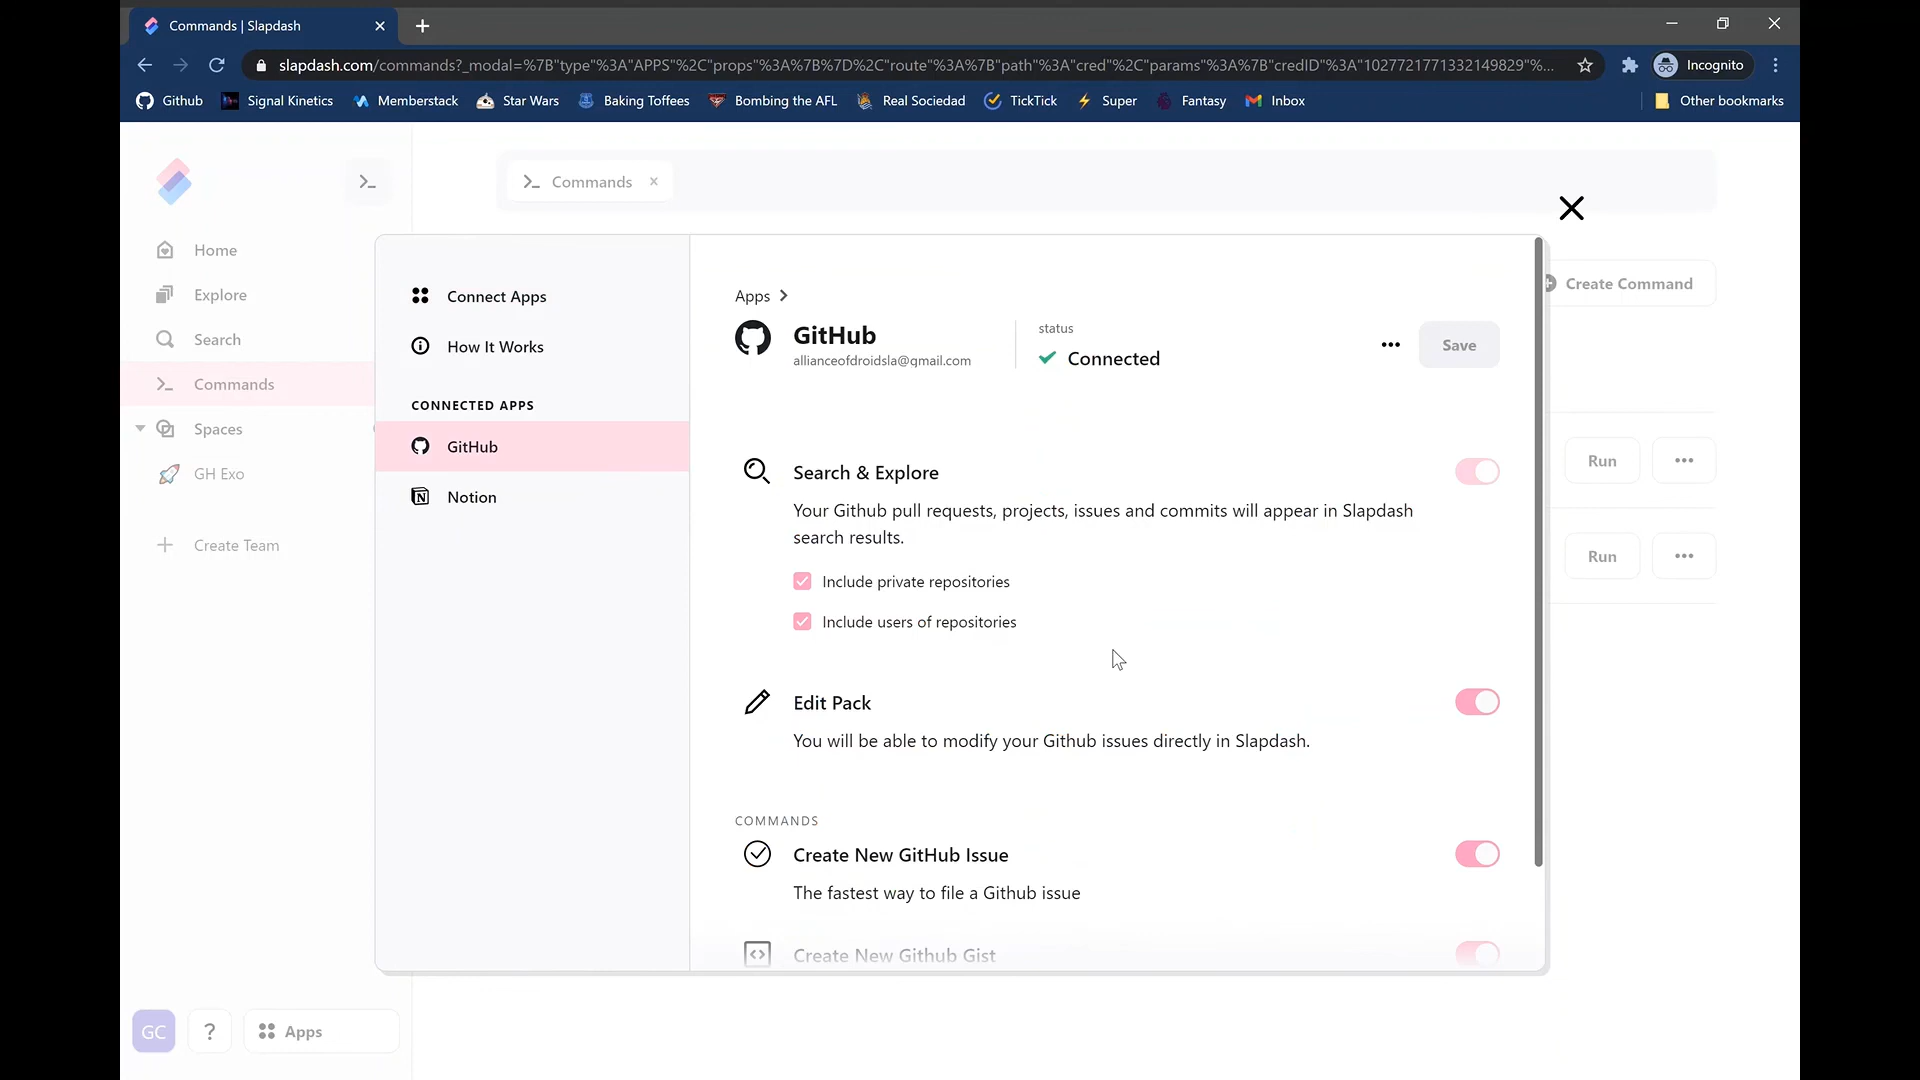 Commands | Slapdash
slapdash.com/commands?_modal=%7B"type"%3A"APPS"%2C"props"%3A%7B%7D%2C"route"%3A%7B"path"%3A"cred"%2C"params"%3A%7B"credID"%3A"1027721771332149829"%...
Incognito
Github
Signal Kinetics
Memberstack
Star Wars
Baking Toffees
Bombing the AFL
Real Sociedad
TickTick
Super
Fantasy
Inbox
Other bookmarks
Commands
Home
Explore
Search
Commands
Spaces
GH Exo
Create Team
GC
?
Apps
Create Command
Run
Run
Connect Apps
How It Works
CONNECTED APPS
GitHub
Notion
Apps
GitHub
allianceofdroidsla@gmail.com
status
Connected
Save
Search & Explore
Your Github pull requests, projects, issues and commits will appear in Slapdash
search results.
Include private repositories
Include users of repositories
Edit Pack
You will be able to modify your Github issues directly in Slapdash.
COMMANDS
Create New GitHub Issue
The fastest way to file a Github issue
Create New Github Gist